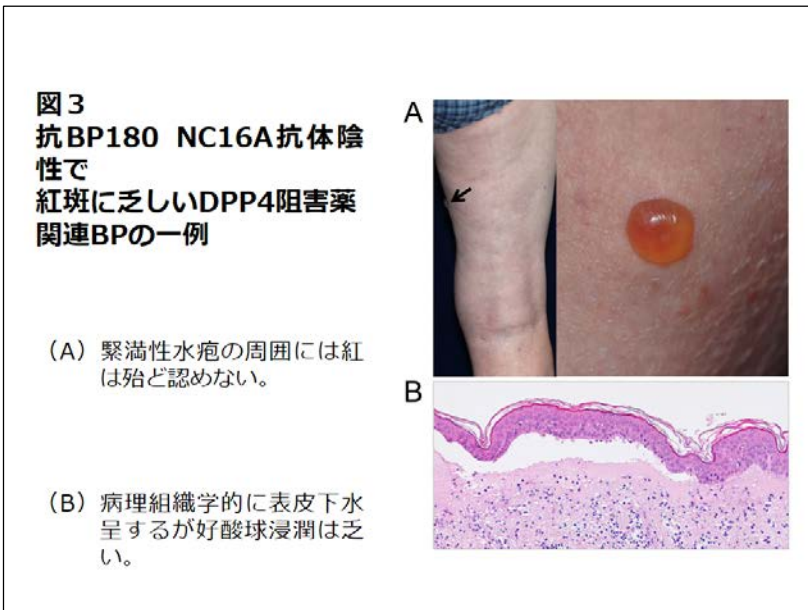 図３
抗BP180 NC16A抗体陰
性で
紅斑に乏しいDPP4阻害薬
関連BPの一例
A
（A）緊満性水疱の周囲には紅
は殆ど認めない。
B
（B）病理組織学的に表皮下水
呈するが好酸球浸潤は乏
い。